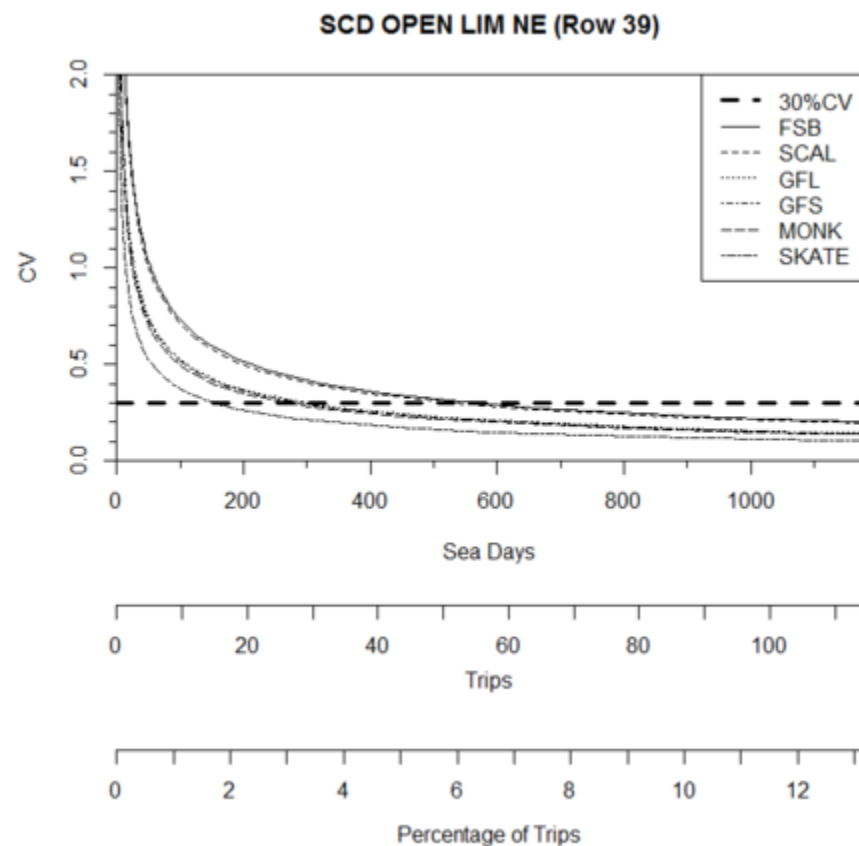 SCD OPEN LIM NE (Row 39)
2.0
1.5
1.0
0.5
0.0
CV
30%CV
FSB
SCAL
GFL
GFS
MONK
SKATE
0 200 400 600 800 1000
Sea Days
0 20 40 60 80 100
Trips
0 2 4 6 8 10 12
Percentage of Trips